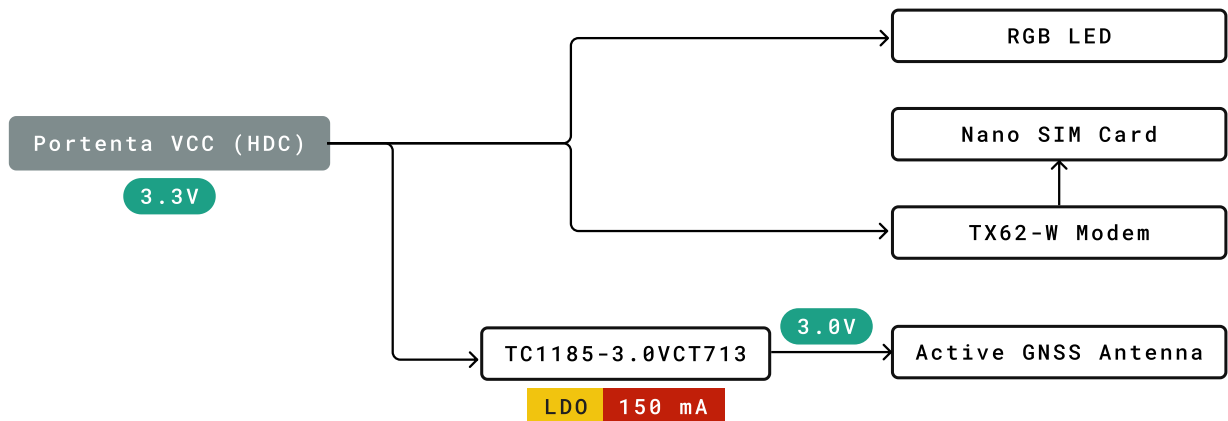 RGB LED
Portenta VCC (HDC)
3.3V
Nano SIM Card
TX62-W Modem
TC1185-3.0VCT713
LDO 150 mA
3.0V
Active GNSS Antenna